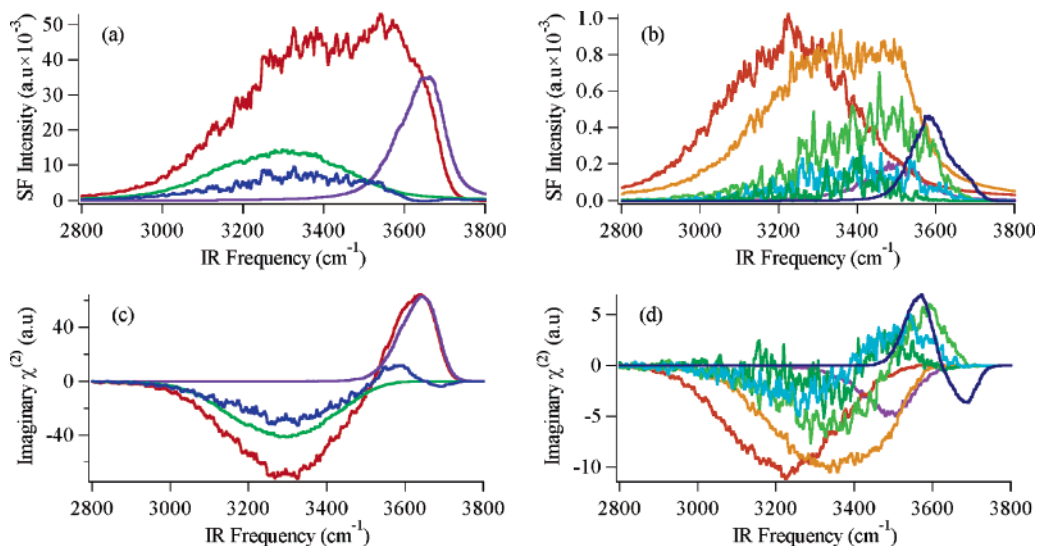 (a)
SF Intensity (a.u×10⁻³)
50
40
30
20
10
0
2800 3000 3200 3400 3600 3800
IR Frequency (cm⁻¹)
(b)
SF Intensity (a.u×10⁻³)
1.0
0.8
0.6
0.4
0.2
0.0
2800 3000 3200 3400 3600 3800
IR Frequency (cm⁻¹)
(c)
Imaginary χ⁽²⁾ (a.u)
40
0
-40
2800 3000 3200 3400 3600 3800
IR Frequency (cm⁻¹)
(d)
Imaginary χ⁽²⁾ (a.u)
5
0
-5
-10
2800 3000 3200 3400 3600 3800
IR Frequency (cm⁻¹)